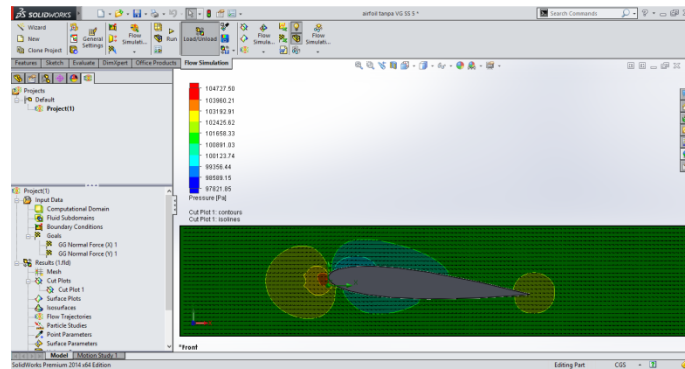 SOLIDWORKS
airfoil tanpa VG SS 5 *
Search Commands
Wizard
New
Clone Project
General Settings
Flow Simulati...
Run
Load/Unload
Flow Simula...
Flow Simulati...
Features
Sketch
Evaluate
DimXpert
Office Products
Flow Simulation
Projects
Default
Project(1)
Project(1)
Input Data
Computational Domain
Fluid Subdomains
Boundary Conditions
Goals
GG Normal Force (X) 1
GG Normal Force (Y) 1
Results (1.fld)
Mesh
Cut Plots
Cut Plot 1
Surface Plots
Isosurfaces
Flow Trajectories
Particle Studies
Point Parameters
Surface Parameters
104727.50
103960.21
103192.91
102425.62
101658.33
100891.03
100123.74
99356.44
98589.15
97821.85
Pressure [Pa]
Cut Plot 1: contours
Cut Plot 1: isolines
*Front
Model
Motion Study 1
SolidWorks Premium 2014 x64 Edition
Editing Part
CGS